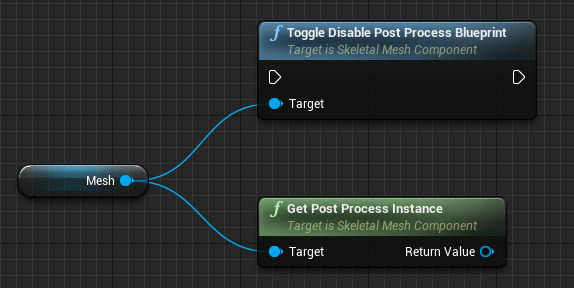 Toggle Disable Post Process Blueprint
Target is Skeletal Mesh Component
Target
Mesh
Get Post Process Instance
Target is Skeletal Mesh Component
Target Return Value